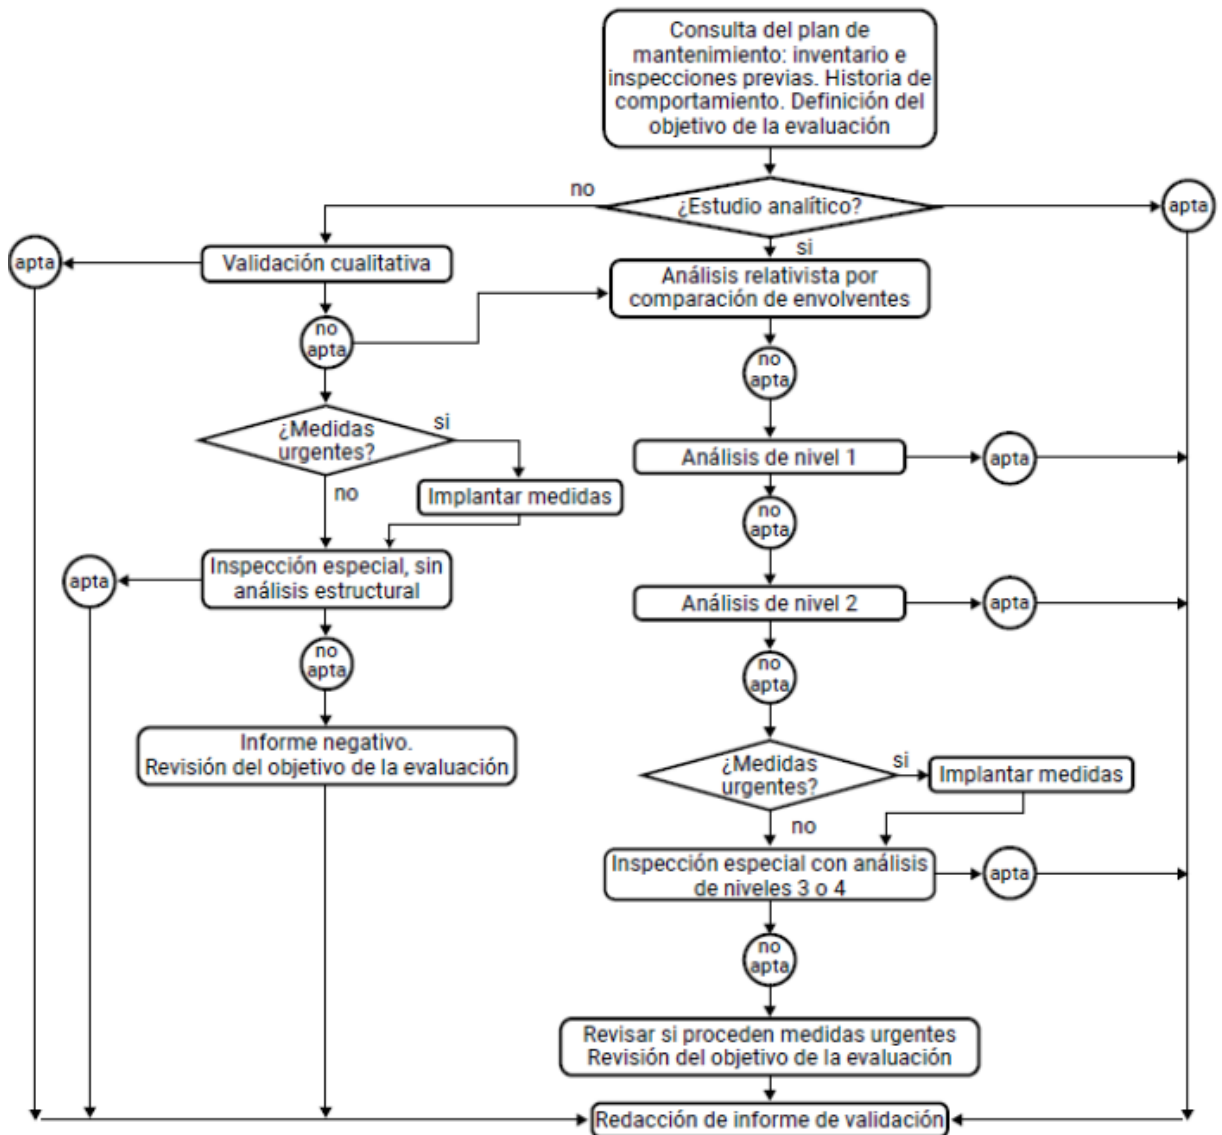 Consulta del plan de
mantenimiento: inventario e
inspecciones previas. Historia de
comportamiento. Definición del
objetivo de la evaluación
no
¿Estudio analítico?
apta
si
apta
Validación cualitativa
Análisis relativista por
comparación de envolventes
no
apta
no
apta
¿Medidas
urgentes?
si
no
Implantar medidas
Análisis de nivel 1
apta
no
apta
apta
Inspección especial, sin
análisis estructural
Análisis de nivel 2
apta
no
apta
no
apta
Informe negativo.
Revisión del objetivo de la evaluación
¿Medidas
urgentes?
si
Implantar medidas
no
Inspección especial con análisis
de niveles 3 o 4
apta
no
apta
Revisar si proceden medidas urgentes
Revisión del objetivo de la evaluación
Redacción de informe de validación